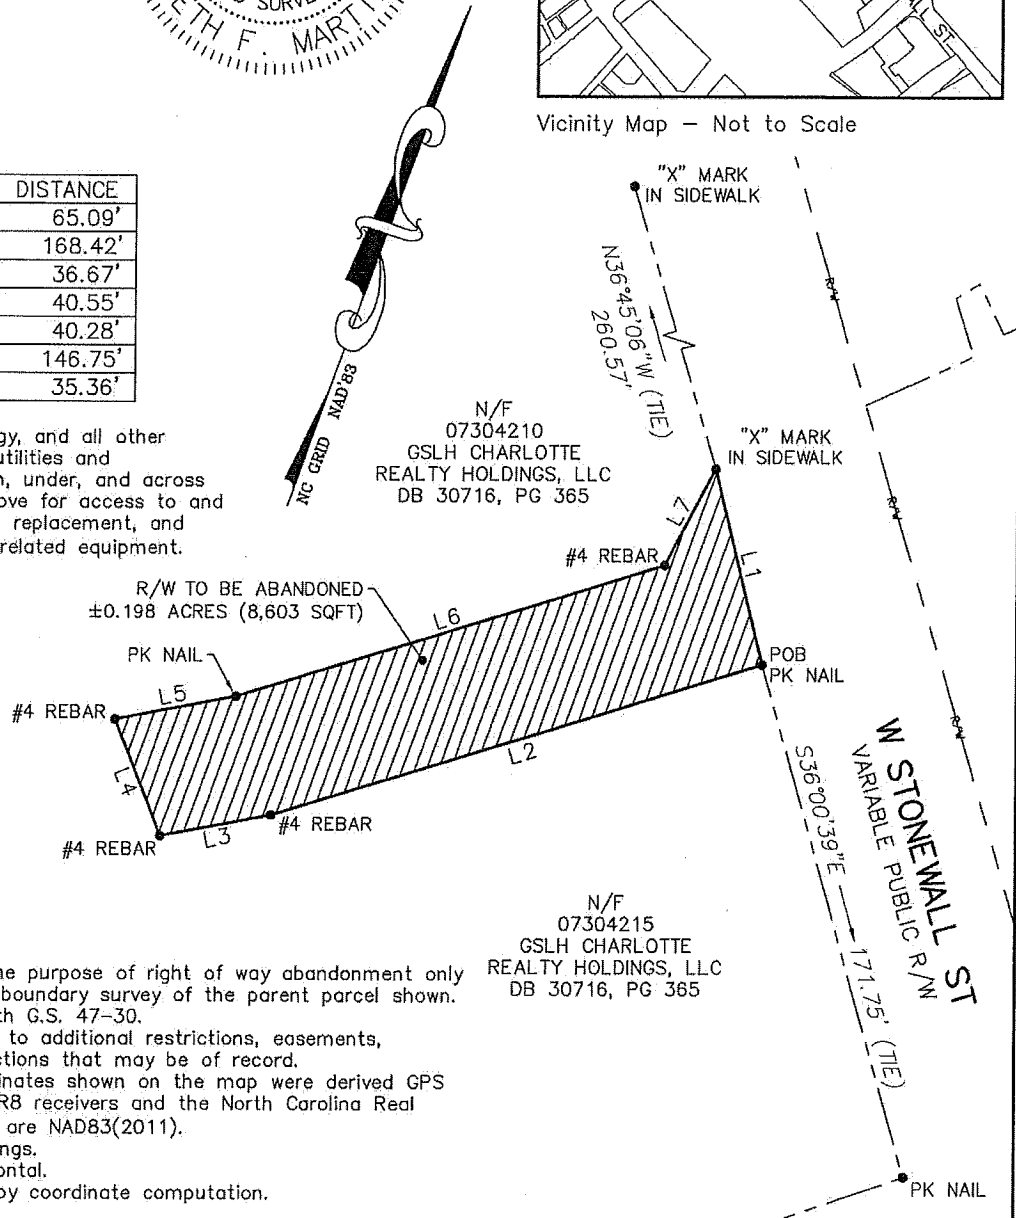 SURVE
ETH F. MARTI
ST.
Vicinity Map - Not to Scale
DISTANCE
65.09'
168.42'
36.67'
40.55'
40.28'
146.75'
35.36'
NC GRID NAD'83
"X" MARK
IN SIDEWALK
N36°45'06"W (TIE)
260.57'
R/W
N/F
07304210
GSLH CHARLOTTE
REALTY HOLDINGS, LLC
DB 30716, PG 365
"X" MARK
IN SIDEWALK
gy, and all other
utilities and
n, under, and across
ove for access to and
replacement, and
related equipment.
R/W
L7
#4 REBAR
L1
R/W TO BE ABANDONED
±0.198 ACRES (8,603 SQFT)
L6
PK NAIL
POB
PK NAIL
L5
#4 REBAR
R/W
L2
L4
L3
#4 REBAR
#4 REBAR
S36°00'39"E
171.75' (TIE)
W STONEWALL ST
VARIABLE PUBLIC R/W
N/F
07304215
GSLH CHARLOTTE
REALTY HOLDINGS, LLC
DB 30716, PG 365
he purpose of right of way abandonment only
boundary survey of the parent parcel shown.
th G.S. 47-30.
to additional restrictions, easements,
ctions that may be of record.
inates shown on the map were derived GPS
R8 receivers and the North Carolina Real
are NAD83(2011).
ngs.
ontal.
by coordinate computation.
PK NAIL